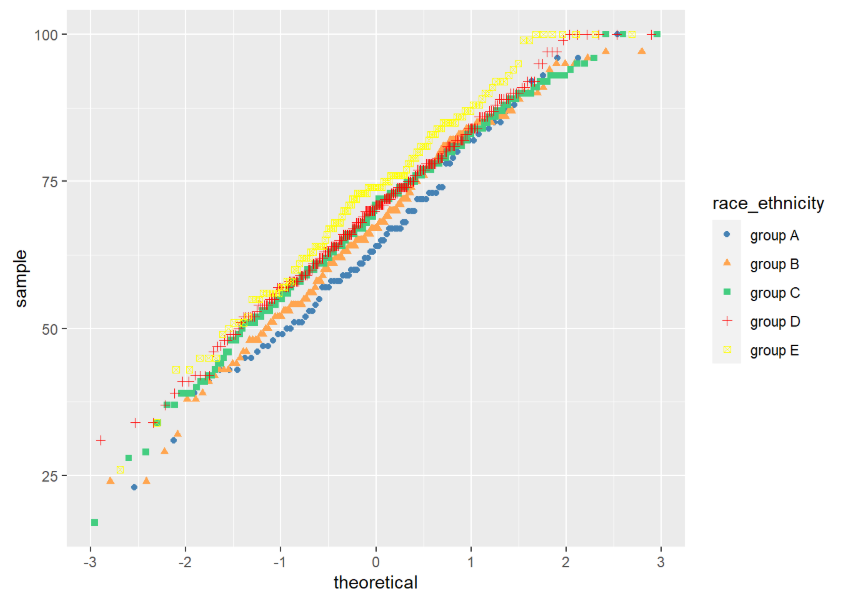 100
75
50
25
sample
-3
-2
-1
0
1
2
3
theoretical
race_ethnicity
group A
group B
group C
group D
group E